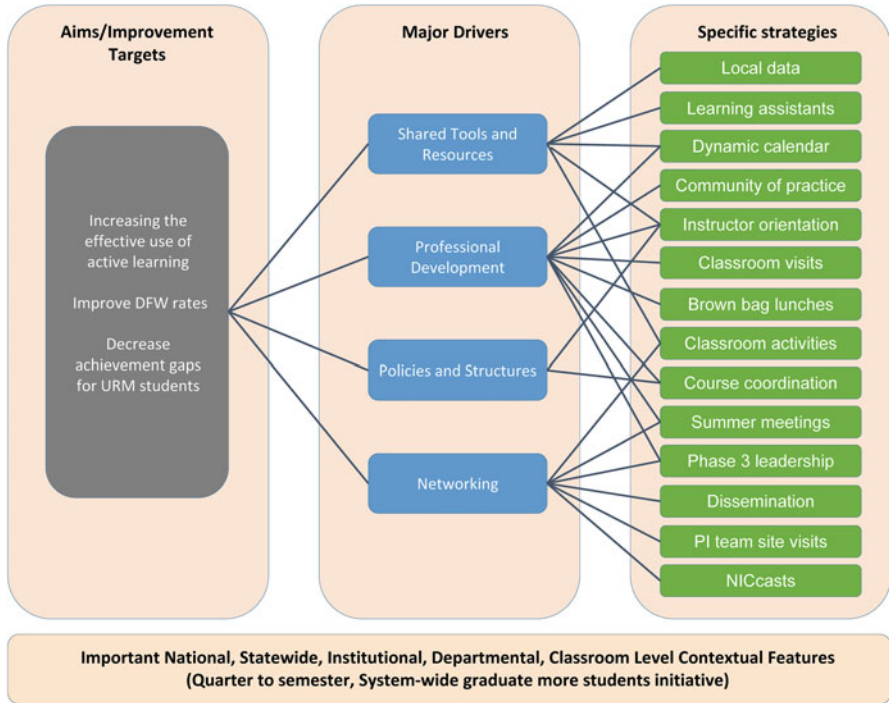 Aims/Improvement
Targets
Increasing the
effective use of
active learning
Improve DFW rates
Decrease
achievement gaps
for URM students
Major Drivers
Shared Tools and
Resources
Professional
Development
Policies and Structures
Networking
Specific strategies
Local data
Learning assistants
Dynamic calendar
Community of practice
Instructor orientation
Classroom visits
Brown bag lunches
Classroom activities
Course coordination
Summer meetings
Phase 3 leadership
Dissemination
PI team site visits
NICcasts
Important National, Statewide, Institutional, Departmental, Classroom Level Contextual Features
(Quarter to semester, System-wide graduate more students initiative)